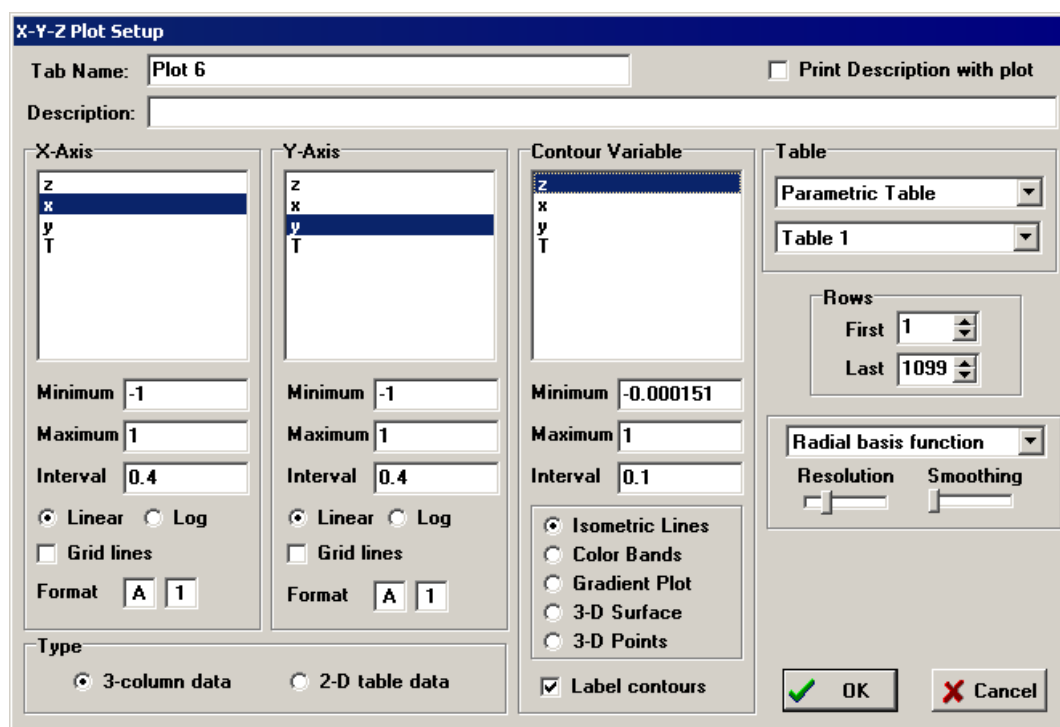 X-Y-Z Plot Setup
Tab Name: Plot 6
Print Description with plot
Description:
X-Axis
z
x
y
T
Minimum -1
Maximum 1
Interval 0.4
Linear Log
Grid lines
Format A 1
Y-Axis
z
x
y
T
Minimum -1
Maximum 1
Interval 0.4
Linear Log
Grid lines
Format A 1
Contour Variable
z
x
y
T
Minimum -0.000151
Maximum 1
Interval 0.1
Isometric Lines
Color Bands
Gradient Plot
3-D Surface
3-D Points
Label contours
Table
Parametric Table
Table 1
Rows
First 1
Last 1099
Radial basis function
Resolution Smoothing
Type
3-column data 2-D table data
OK Cancel